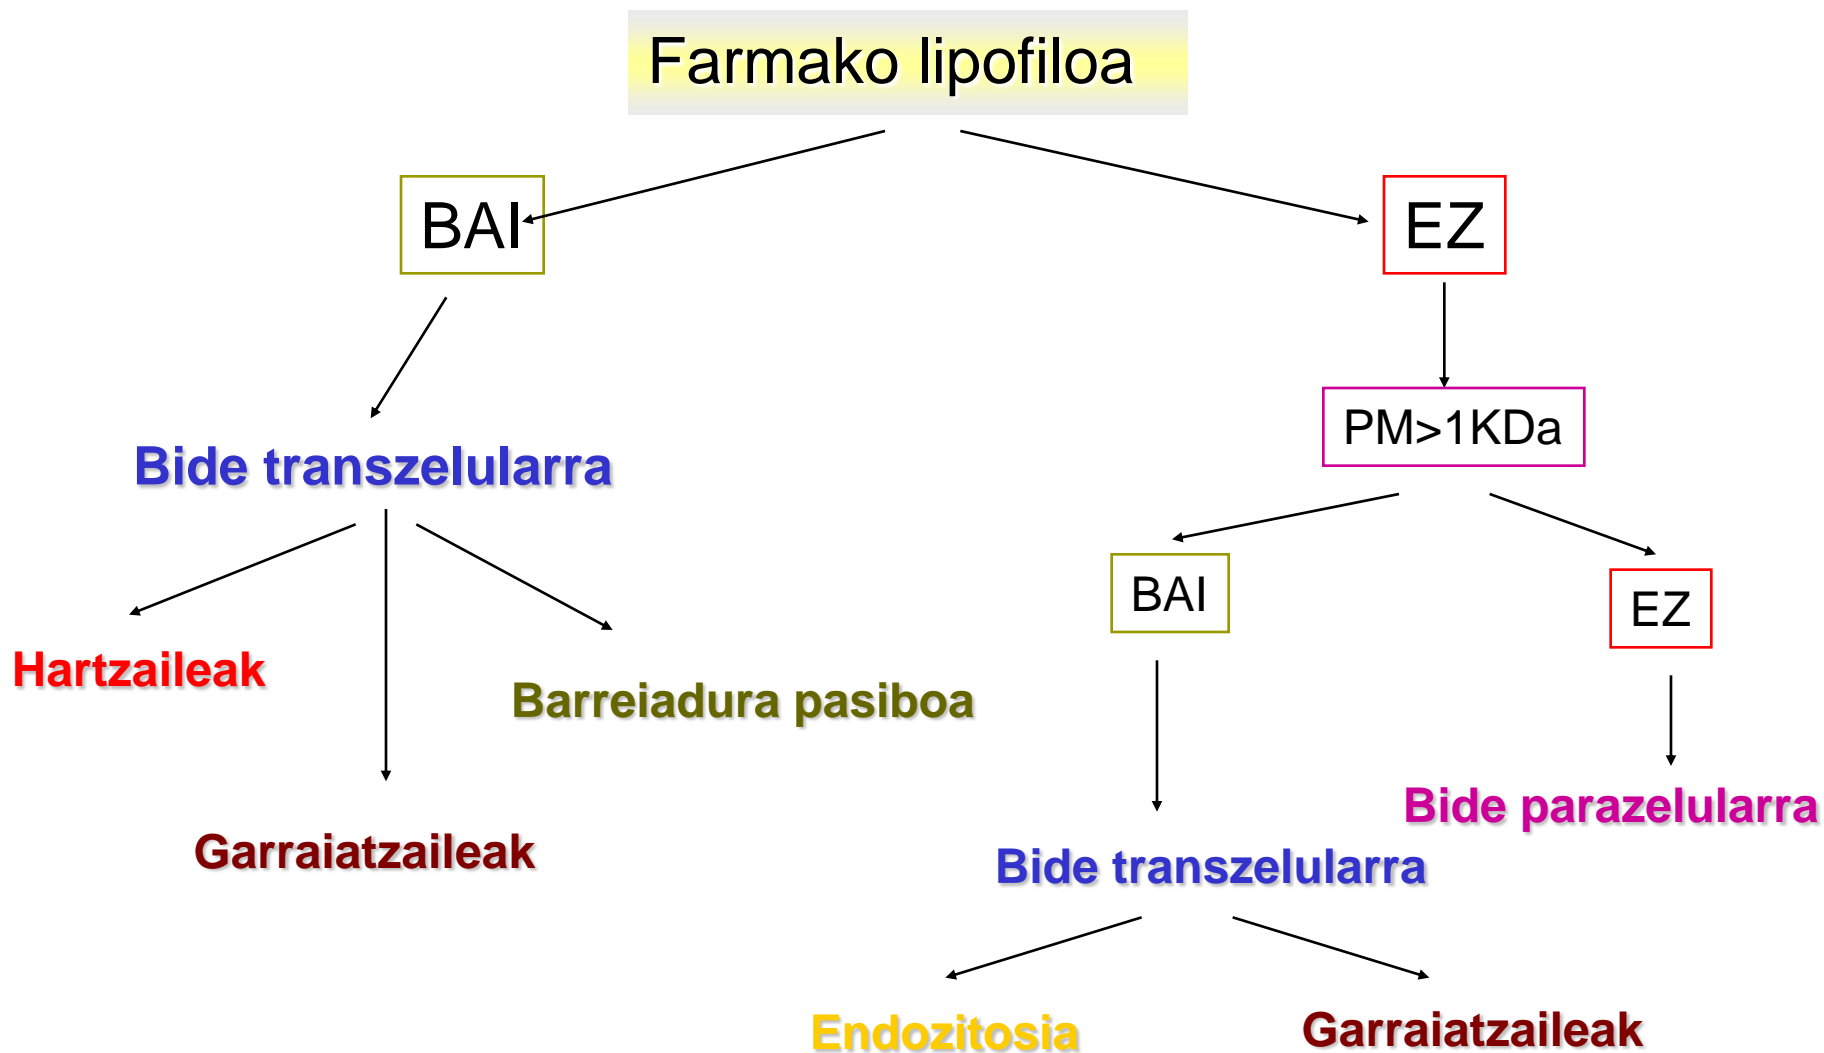 Farmako lipofiloa
BAI
EZ
PM>1KDa
Bide transzelularra
BAI
EZ
Hartzaileak
Barreiadura pasiboa
Bide parazelularra
Garraiatzaileak
Bide transzelularra
Endozitosia
Garraiatzaileak